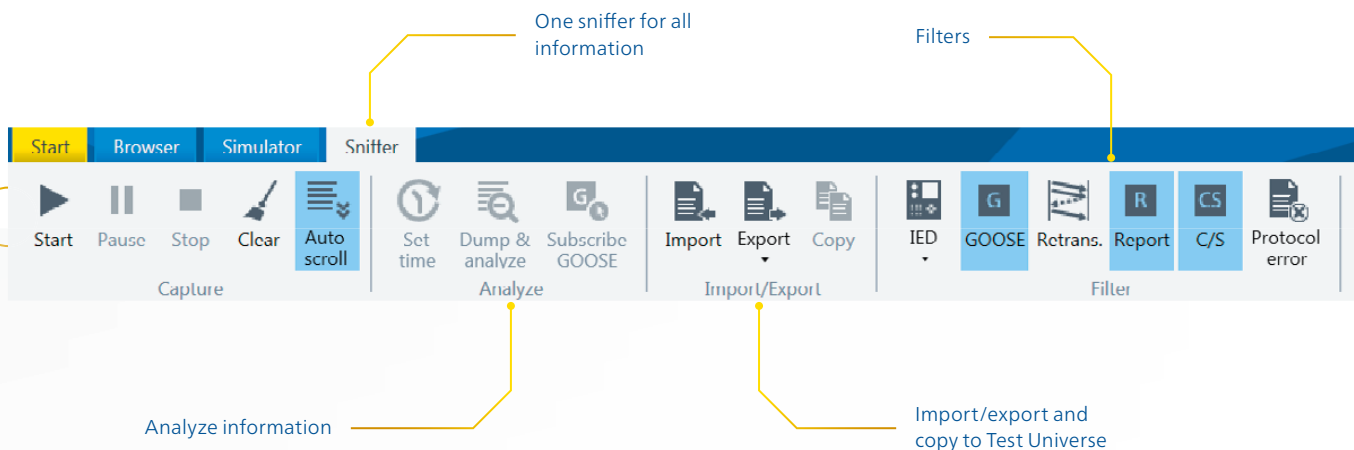 One sniffer for all
information
Filters
Start Browser Simulator Sniffer
Start Pause Stop Clear Auto scroll Set time Dump & analyze Subscribe GOOSE Import Export Copy IED G GOOSE Retrans. R Report CS C/S Protocol error
Capture Analyze Import/Export Filter
Analyze information
Import/export and
copy to Test Universe